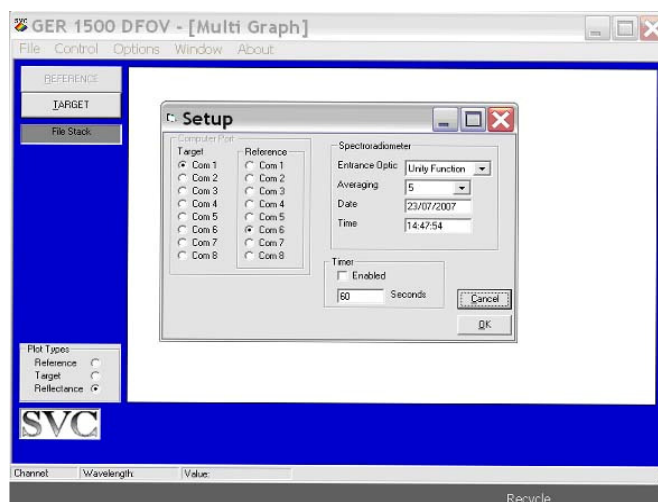 SVC GER 1500 DFOV - [Multi Graph]
File Control Options Window About
REFERENCE
TARGET
File Stack
Setup
Computer Port
Target
Com 1
Com 2
Com 3
Com 4
Com 5
Com 6
Com 7
Com 8
Reference
Com 1
Com 2
Com 3
Com 4
Com 5
Com 6
Com 7
Com 8
Spectroradiometer
Entrance Optic Unity Function
Averaging 5
Date 23/07/2007
Time 14:47:54
Timer
Enabled
60 Seconds
Cancel
OK
Plot Types
Reference
Target
Reflectance
SVC
Channel: Wavelength: Value:
Recycle